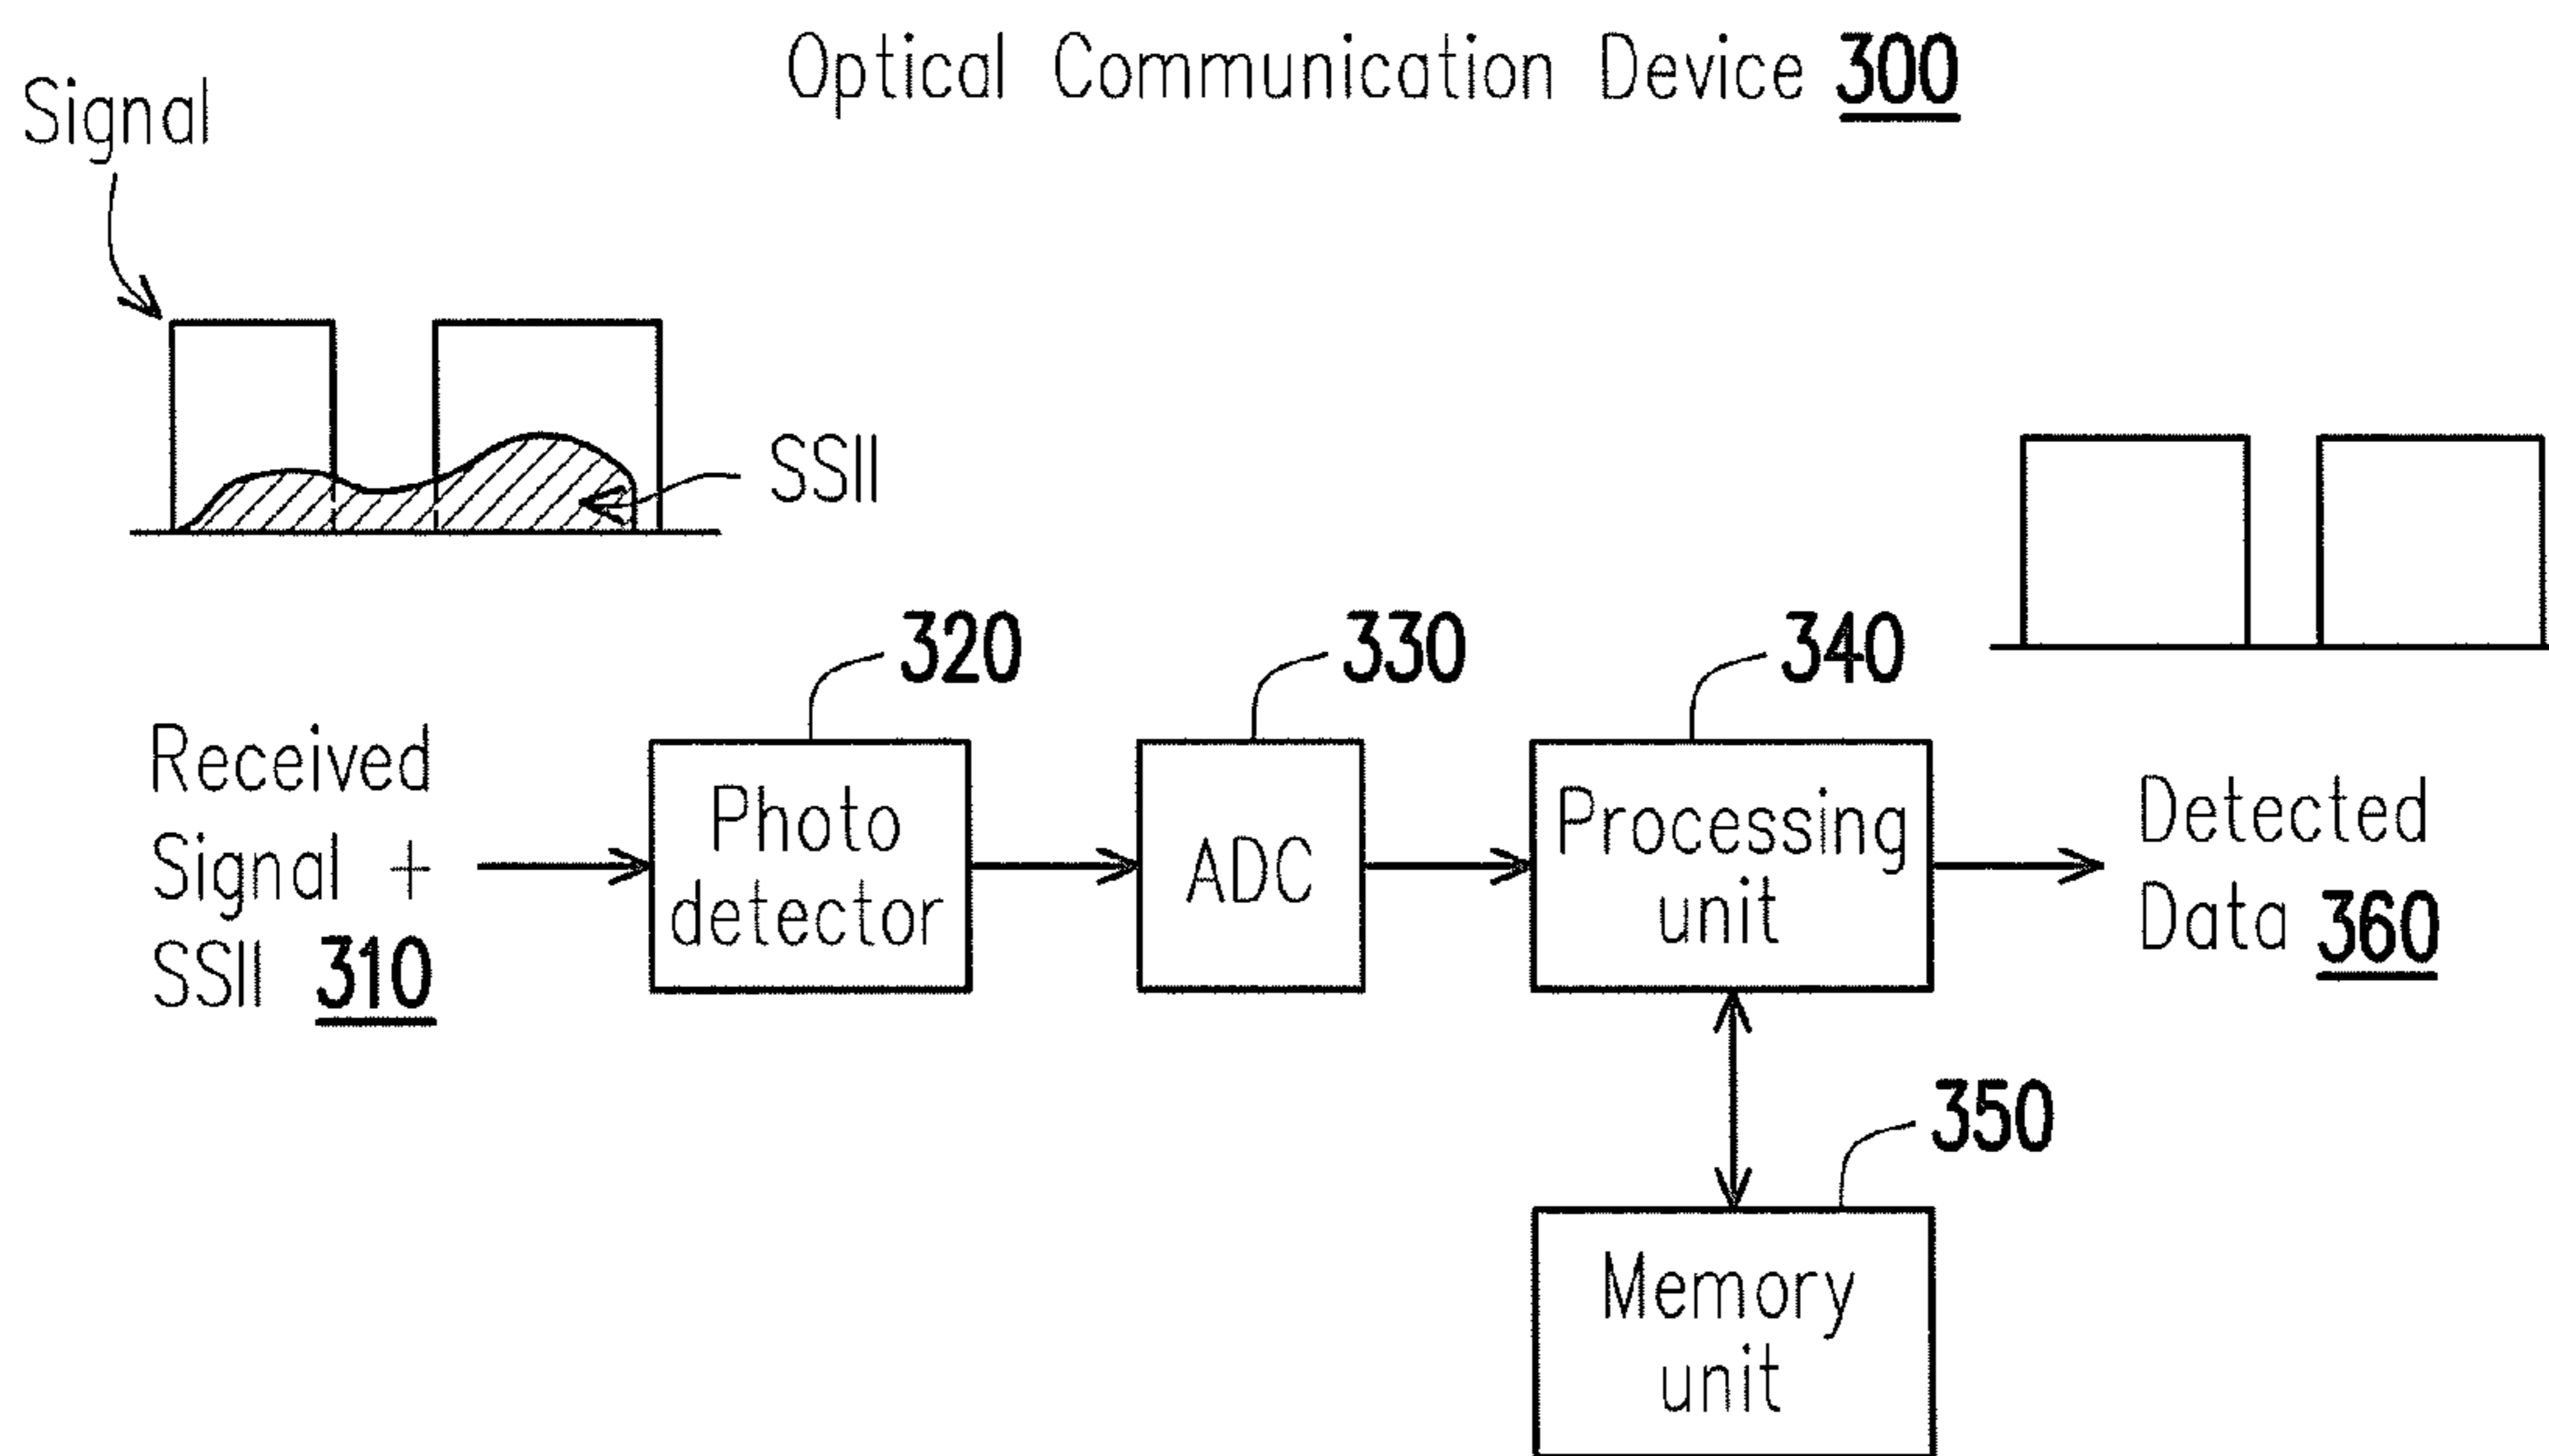 Optical Communication Device 300
Signal
SSII
320
330
340
Received
Signal +
SSII 310
Photo
detector
ADC
Processing
unit
Detected
Data 360
350
Memory
unit